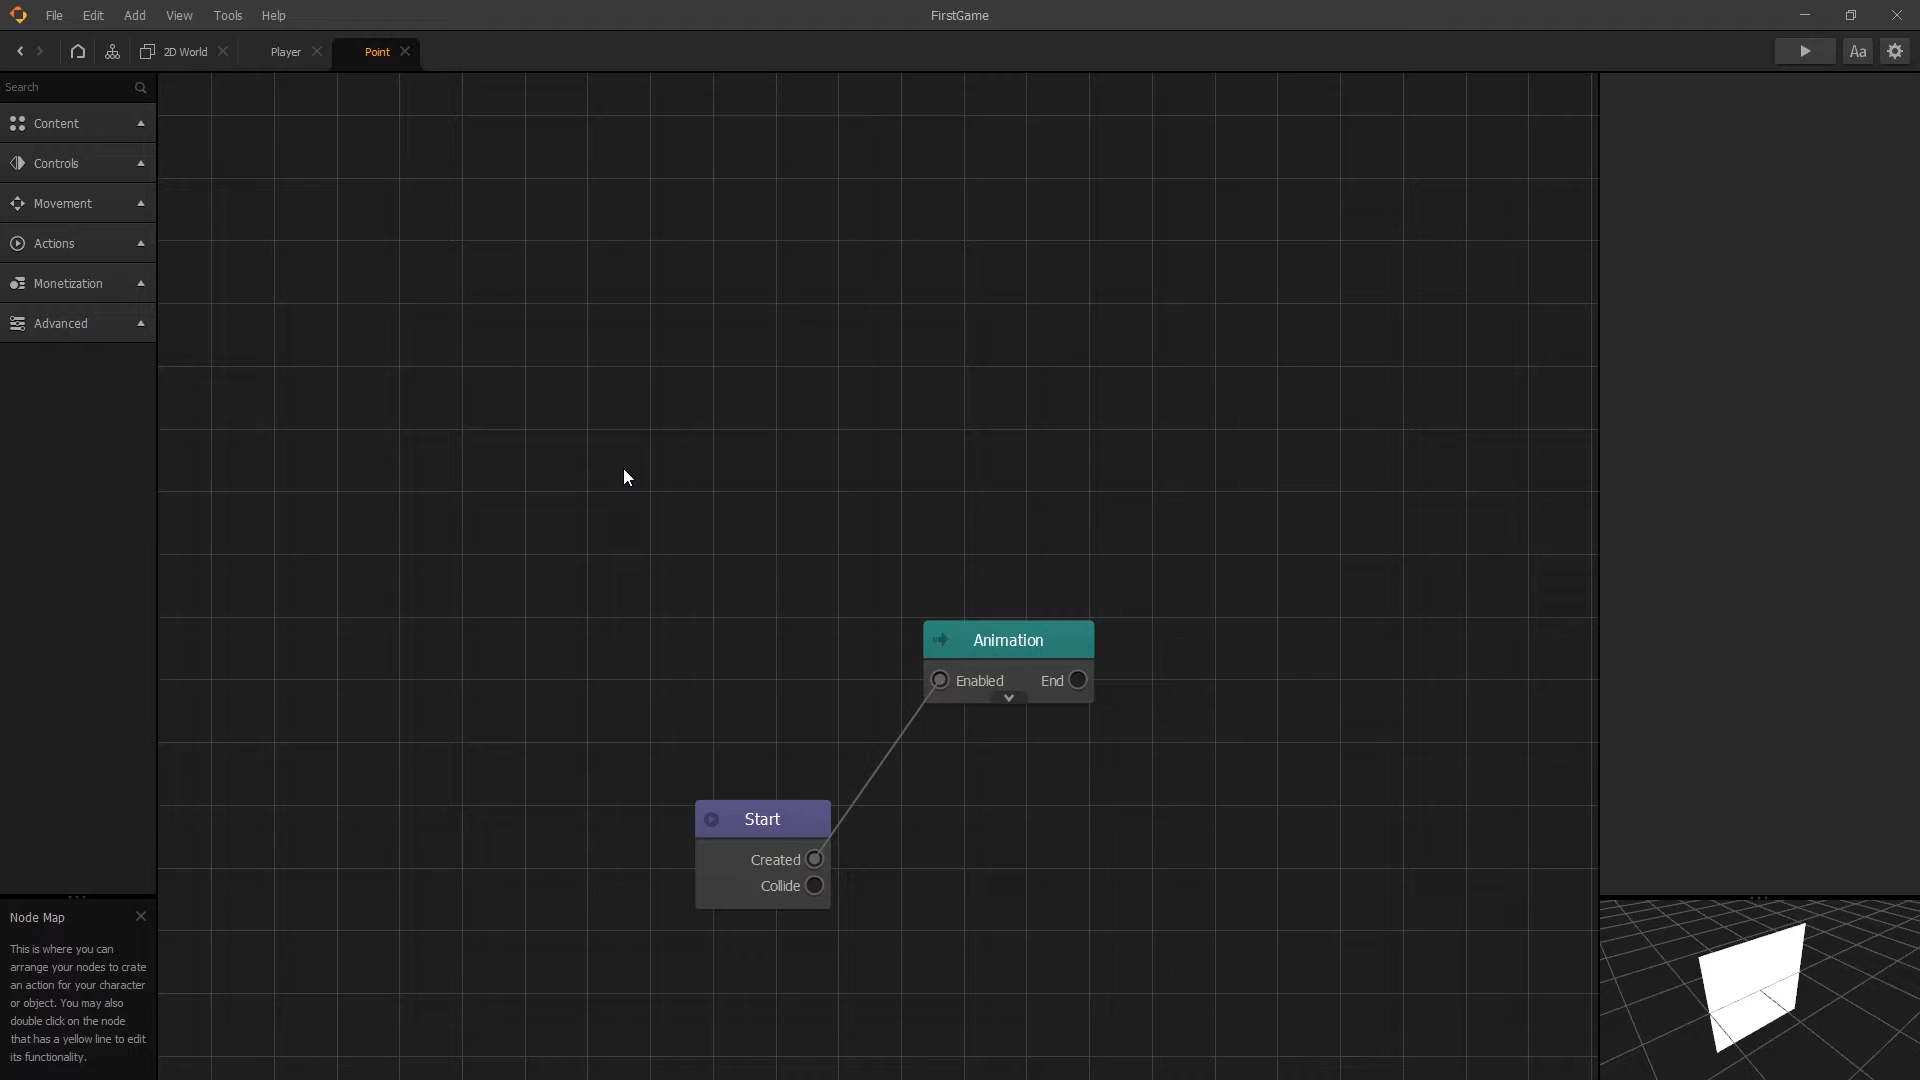 File Edit Add View Tools Help FirstGame
2D World Player Point Aa
Search
Content
Controls
Movement
Actions
Monetization
Advanced
Animation
Enabled End
Start
Created
Collide
Node Map
This is where you can
arrange your nodes to crate
an action for your character
or object. You may also
double click on the node
that has a yellow line to edit
its functionality.